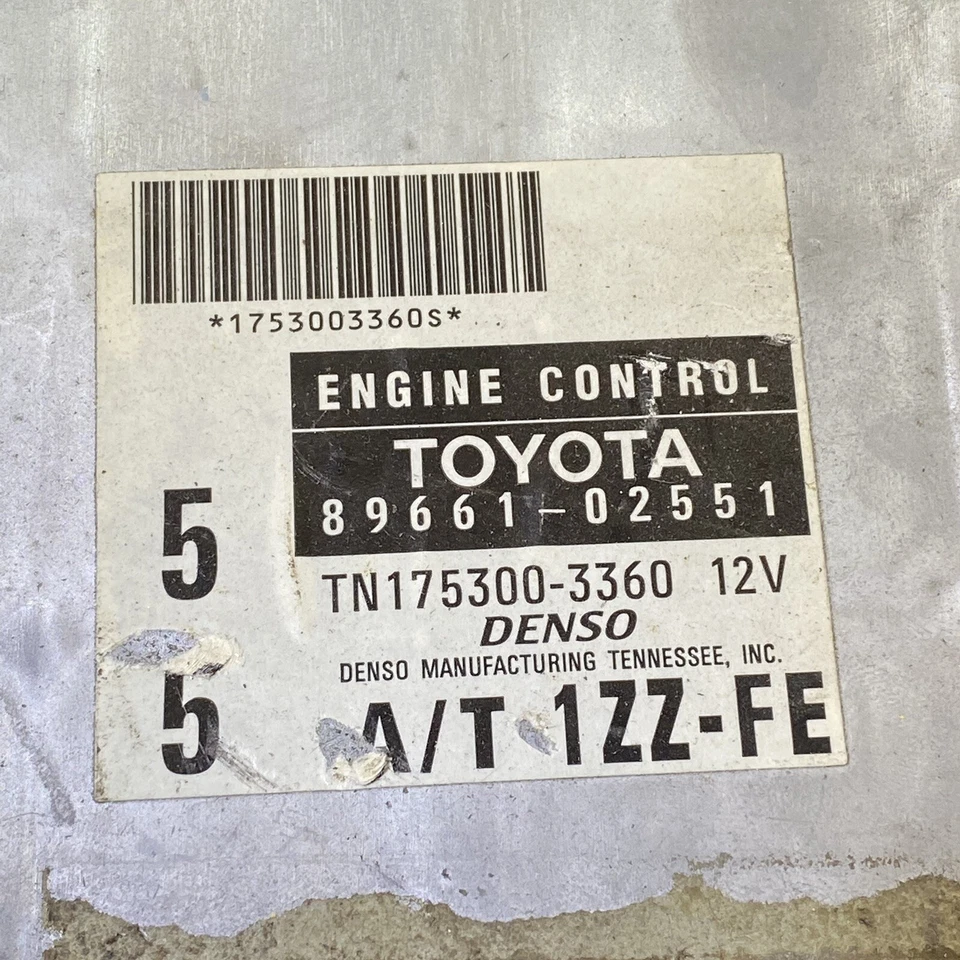 *1753003360S*
ENGINE CONTROL
TOYOTA
89661-02551
5
TN175300-3360 12V
DENSO
DENSO MANUFACTURING TENNESSEE, INC.
5 A/T 1ZZ-FE